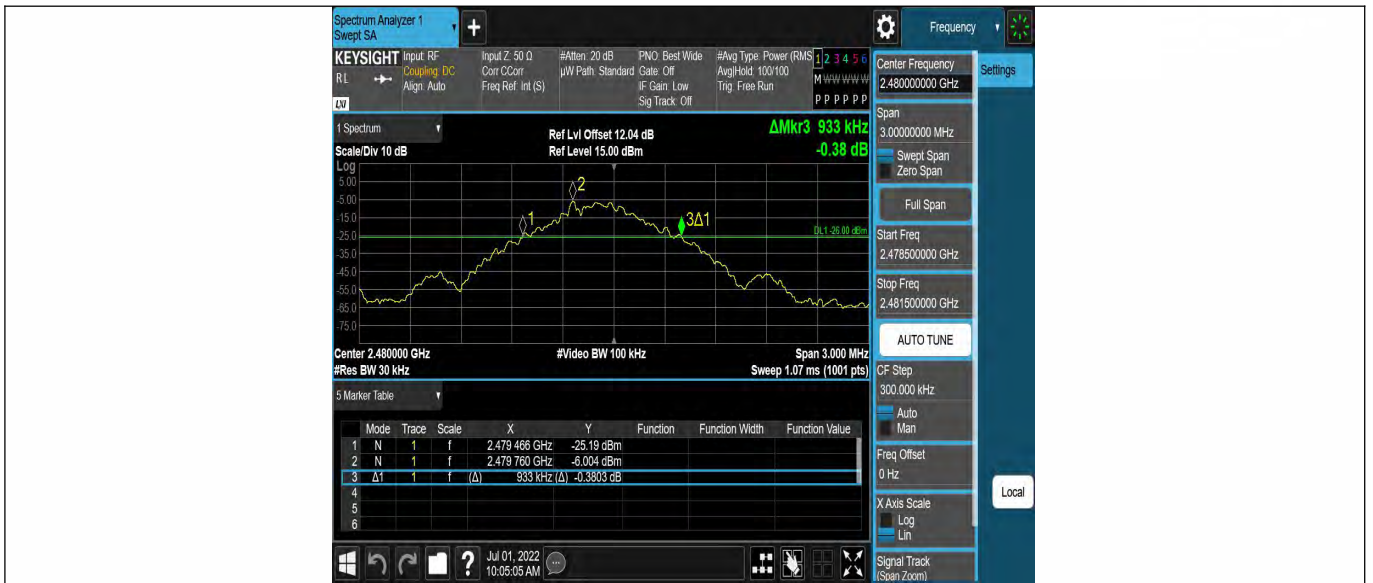 Spectrum Analyzer 1
Swept SA
+
Frequency
KEYSIGHT
RL
LXI
Input: RF
Coupling: DC
Align: Auto
Input Z: 50 Ω
Corr CCorr
Freq Ref: Int (S)
#Atten: 20 dB
µW Path: Standard
PNO: Best Wide
Gate: Off
IF Gain: Low
Sig Track: Off
#Avg Type: Power (RMS
Avg|Hold: 100/100
Trig: Free Run
1 2 3 4 5 6
M W W W W W
P P P P P P
Center Frequency
2.480000000 GHz
Settings
Span
3.00000000 MHz
Swept Span
Zero Span
Full Span
Start Freq
2.478500000 GHz
Stop Freq
2.481500000 GHz
AUTO TUNE
CF Step
300.000 kHz
Auto
Man
Freq Offset
0 Hz
X Axis Scale
Log
Lin
Signal Track
(Span Zoom)
Local
1 Spectrum
Scale/Div 10 dB
Ref Lvl Offset 12.04 dB
Ref Level 15.00 dBm
ΔMkr3 933 kHz
-0.38 dB
Log
5.00
-5.00
-15.0
-25.0
-35.0
-45.0
-55.0
-65.0
-75.0
1
2
3Δ1
DL1 -26.00 dBm
Center 2.480000 GHz
#Res BW 30 kHz
#Video BW 100 kHz
Span 3.000 MHz
Sweep 1.07 ms (1001 pts)
5 Marker Table
Mode Trace Scale X Y Function Function Width Function Value
1 N 1 f 2.479 466 GHz -25.19 dBm
2 N 1 f 2.479 760 GHz -6.004 dBm
3 Δ1 1 f (Δ) 933 kHz (Δ) -0.3803 dB
4
5
6
?
Jul 01, 2022
10:05:05 AM